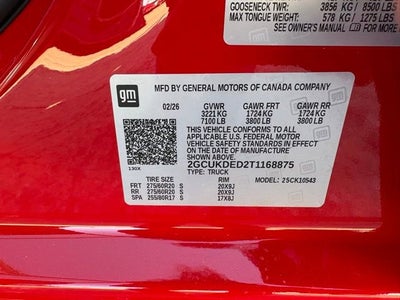 GOOSENECK TWR: 3856 KG / 8500 LBS
MAX TONGUE WEIGHT: 578 KG / 1275 LBS
SEE OWNER'S MANUAL FOR MORE
gm
MFD BY GENERAL MOTORS OF CANADA COMPANY
02/26 GVWR GAWR FRT GAWR RR
3221 KG 1724 KG 1724 KG
7100 LB 3800 LB 3800 LB
THIS VEHICLE CONFORMS TO ALL
APPLICABLE U.S. FEDERAL MOTOR
VEHICLE SAFETY STANDARDS IN EFFECT
ON THE DATE OF MANUFACTURE
SHOWN ABOVE.
2GCUKDED2T1168875
TYPE: TRUCK
130X
MODEL: 25CK10543
TIRE SIZE RIM
FRT 275/60R20 S 20X9J
RR 275/60R20 S 20X9J
SPA 255/80R17 S 17X8J